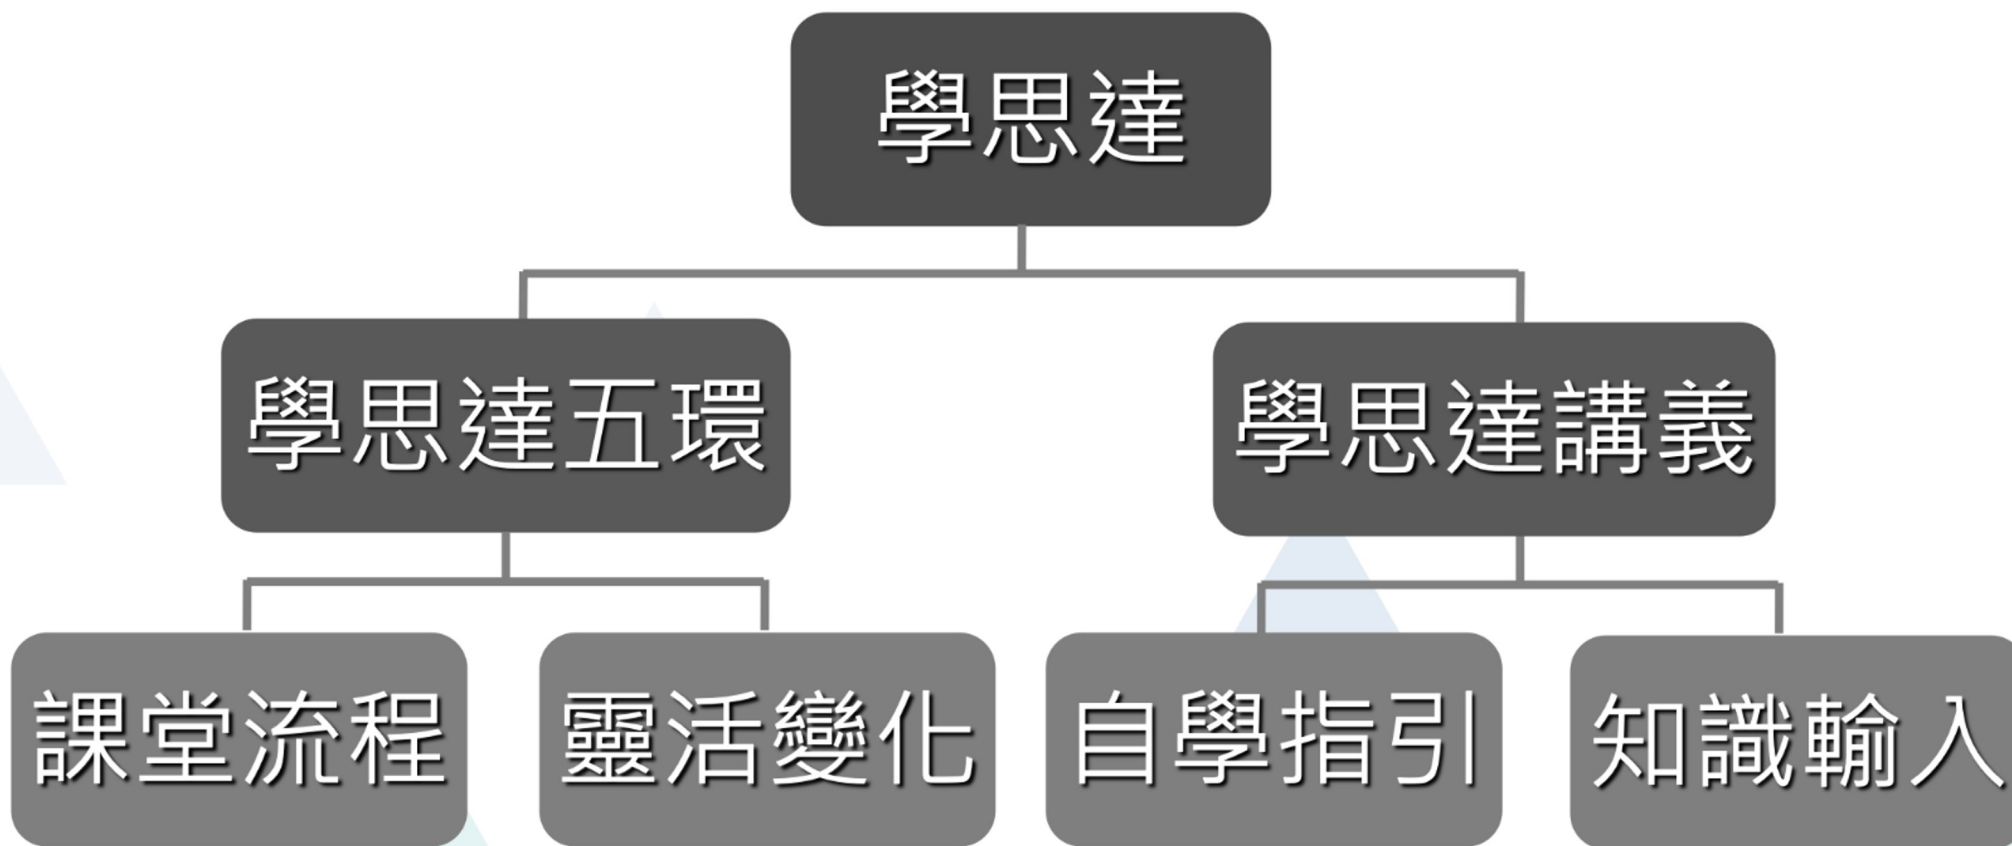 學思達
學思達五環
學思達講義
課堂流程
靈活變化
自學指引
知識輸入